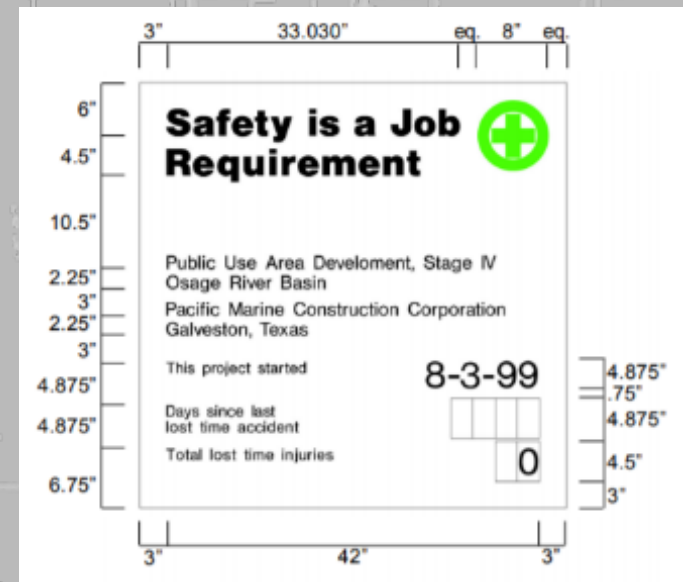 3" 33.030" eq. 8" eq.
6"
4.5"
10.5"
2.25"
3"
2.25"
3"
4.875"
4.875"
6.75"
Safety is a Job
Requirement
Public Use Area Develoment, Stage IV
Osage River Basin
Pacific Marine Construction Corporation
Galveston, Texas
This project started 8-3-99
Days since last
lost time accident
Total lost time injuries 0
4.875"
.75"
4.875"
4.5"
3"
3" 42" 3"